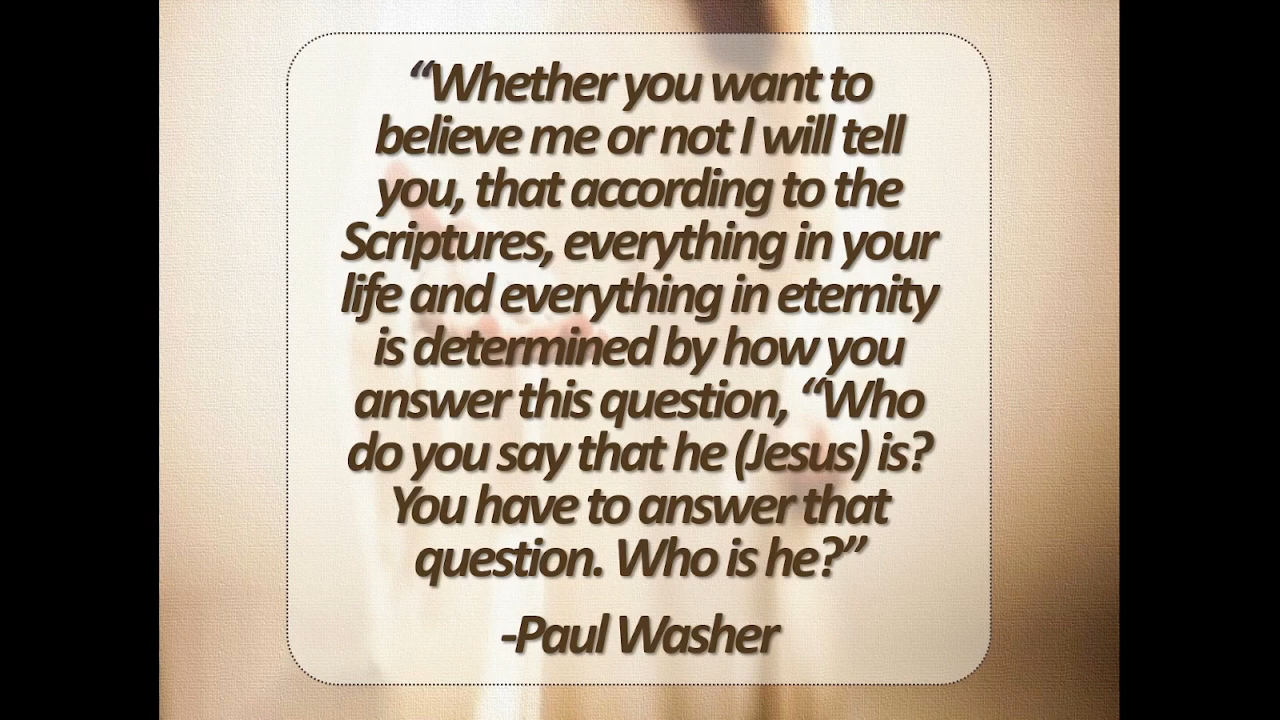 “Whether you want to
believe me or not I will tell
you, that according to the
Scriptures, everything in your
life and everything in eternity
is determined by how you
answer this question, “Who
do you say that he (Jesus) is?
You have to answer that
question. Who is he?”
-Paul Washer